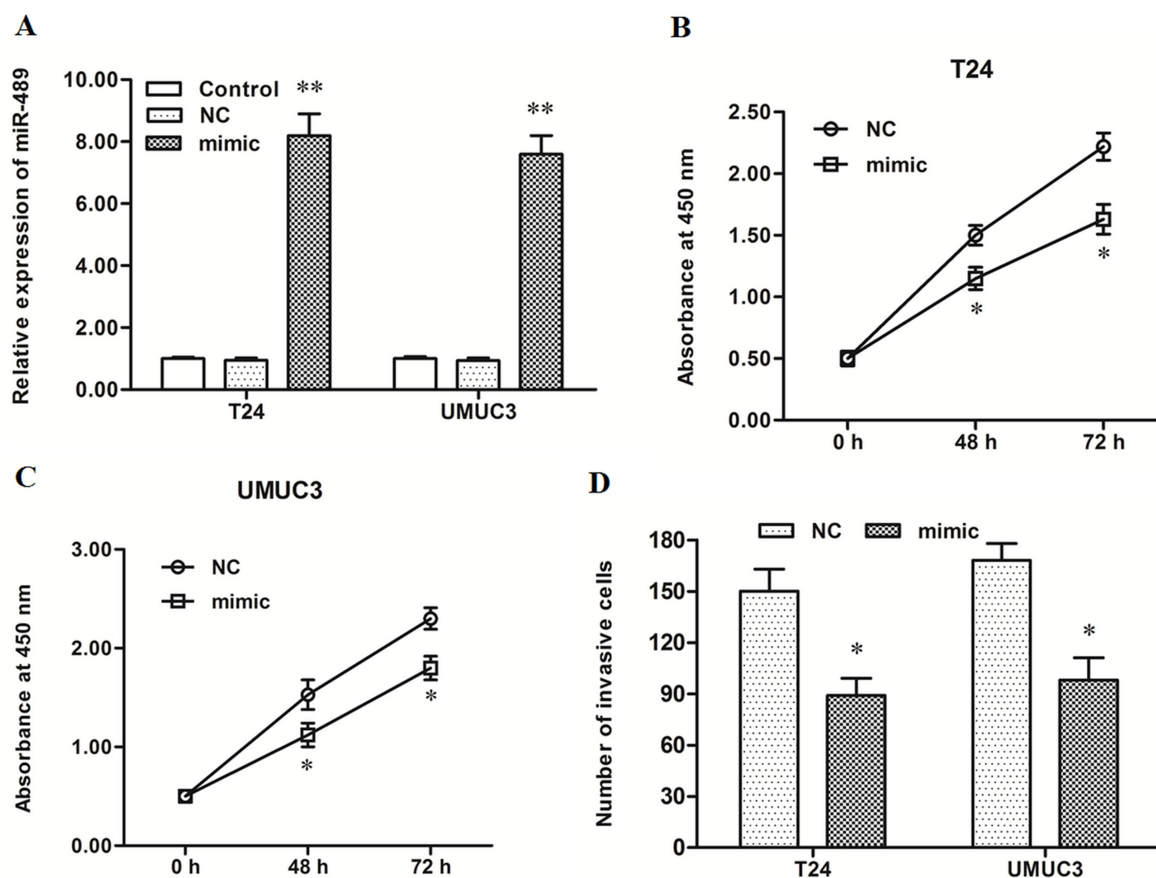 A
Relative expression of miR-489
10.00
8.00
6.00
4.00
2.00
0.00
Control
NC
mimic
**
**
T24
UMUC3
B
T24
Absorbance at 450 nm
2.50
2.00
1.50
1.00
0.50
0.00
NC
mimic
*
*
0 h
48 h
72 h
C
UMUC3
Absorbance at 450 nm
3.00
2.00
1.00
0.00
NC
mimic
*
*
0 h
48 h
72 h
D
Number of invasive cells
180
150
120
90
60
30
0
NC
mimic
*
*
T24
UMUC3